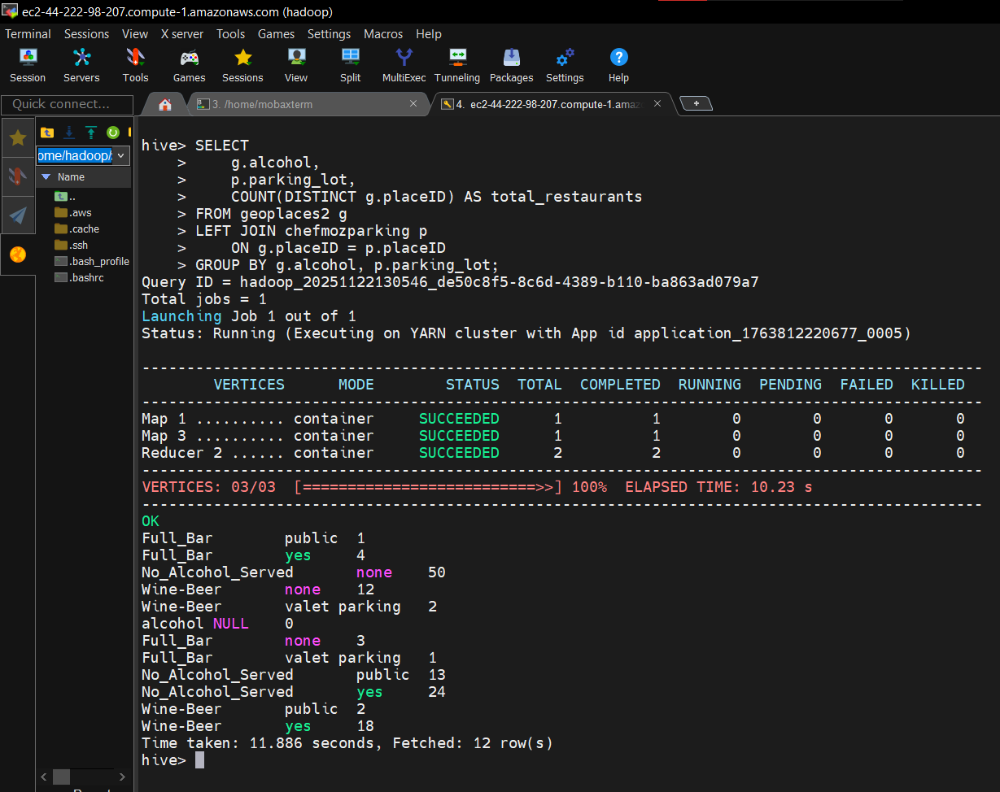 ec2-44-222-98-207.compute-1.amazonaws.com (hadoop)
Terminal Sessions View X server Tools Games Settings Macros Help
Session Servers Tools Games Sessions View Split MultiExec Tunneling Packages Settings Help
Quick connect...
3. /home/mobaxterm
4. ec2-44-222-98-207.compute-1.amaz
ome/hadoop/
Name
..
.aws
.cache
.ssh
.bash_profile
.bashrc
hive> SELECT
> g.alcohol,
> p.parking_lot,
> COUNT(DISTINCT g.placeID) AS total_restaurants
> FROM geoplaces2 g
> LEFT JOIN chefmozparking p
> ON g.placeID = p.placeID
> GROUP BY g.alcohol, p.parking_lot;
Query ID = hadoop_20251122130546_de50c8f5-8c6d-4389-b110-ba863ad079a7
Total jobs = 1
Launching Job 1 out of 1
Status: Running (Executing on YARN cluster with App id application_1763812220677_0005)
----------------------------------------------------------------------------------------------
VERTICES MODE STATUS TOTAL COMPLETED RUNNING PENDING FAILED KILLED
----------------------------------------------------------------------------------------------
Map 1 .......... container SUCCEEDED 1 1 0 0 0 0
Map 3 .......... container SUCCEEDED 1 1 0 0 0 0
Reducer 2 ...... container SUCCEEDED 2 2 0 0 0 0
----------------------------------------------------------------------------------------------
VERTICES: 03/03 [==========================>>] 100% ELAPSED TIME: 10.23 s
----------------------------------------------------------------------------------------------
OK
Full_Bar public 1
Full_Bar yes 4
No_Alcohol_Served none 50
Wine-Beer none 12
Wine-Beer valet parking 2
alcohol NULL 0
Full_Bar none 3
Full_Bar valet parking 1
No_Alcohol_Served public 13
No_Alcohol_Served yes 24
Wine-Beer public 2
Wine-Beer yes 18
Time taken: 11.886 seconds, Fetched: 12 row(s)
hive>